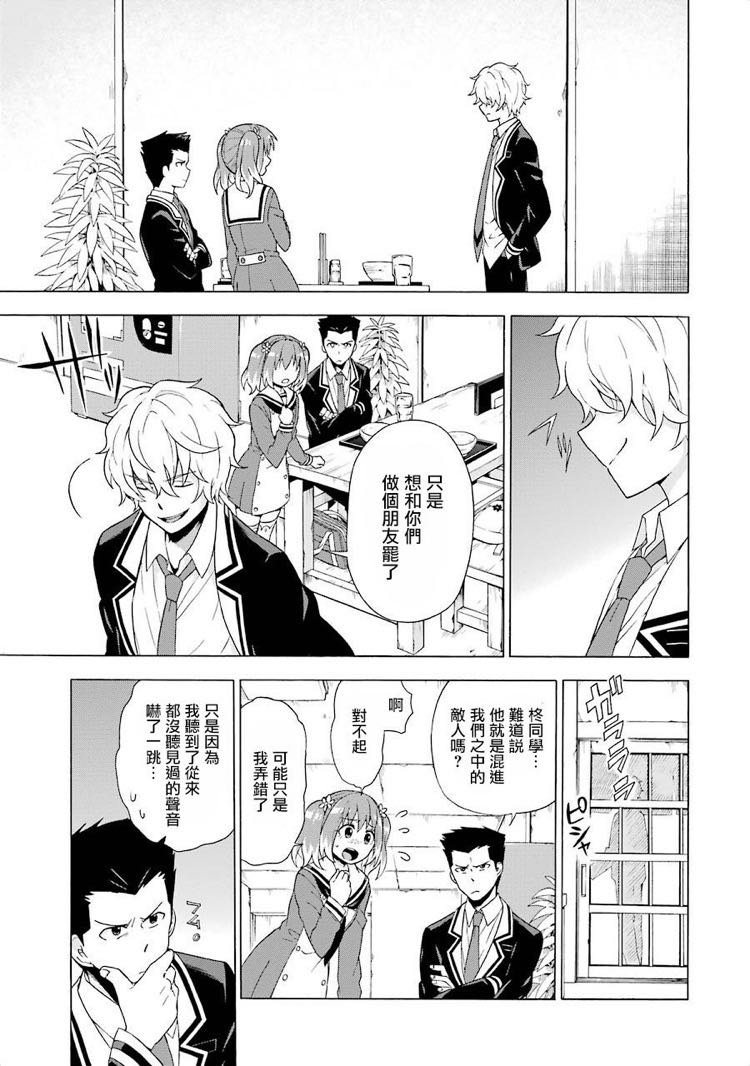 只是
想和你們
做個朋友罷了
ガラララ
ピシャ
柊同學…
難道說
他就是混進
我們之中的
敵人嗎？
啊
對不起
可能只是
我弄錯了
只是因為
我聽到了從來
都沒聽見過的聲音
嚇了一跳…